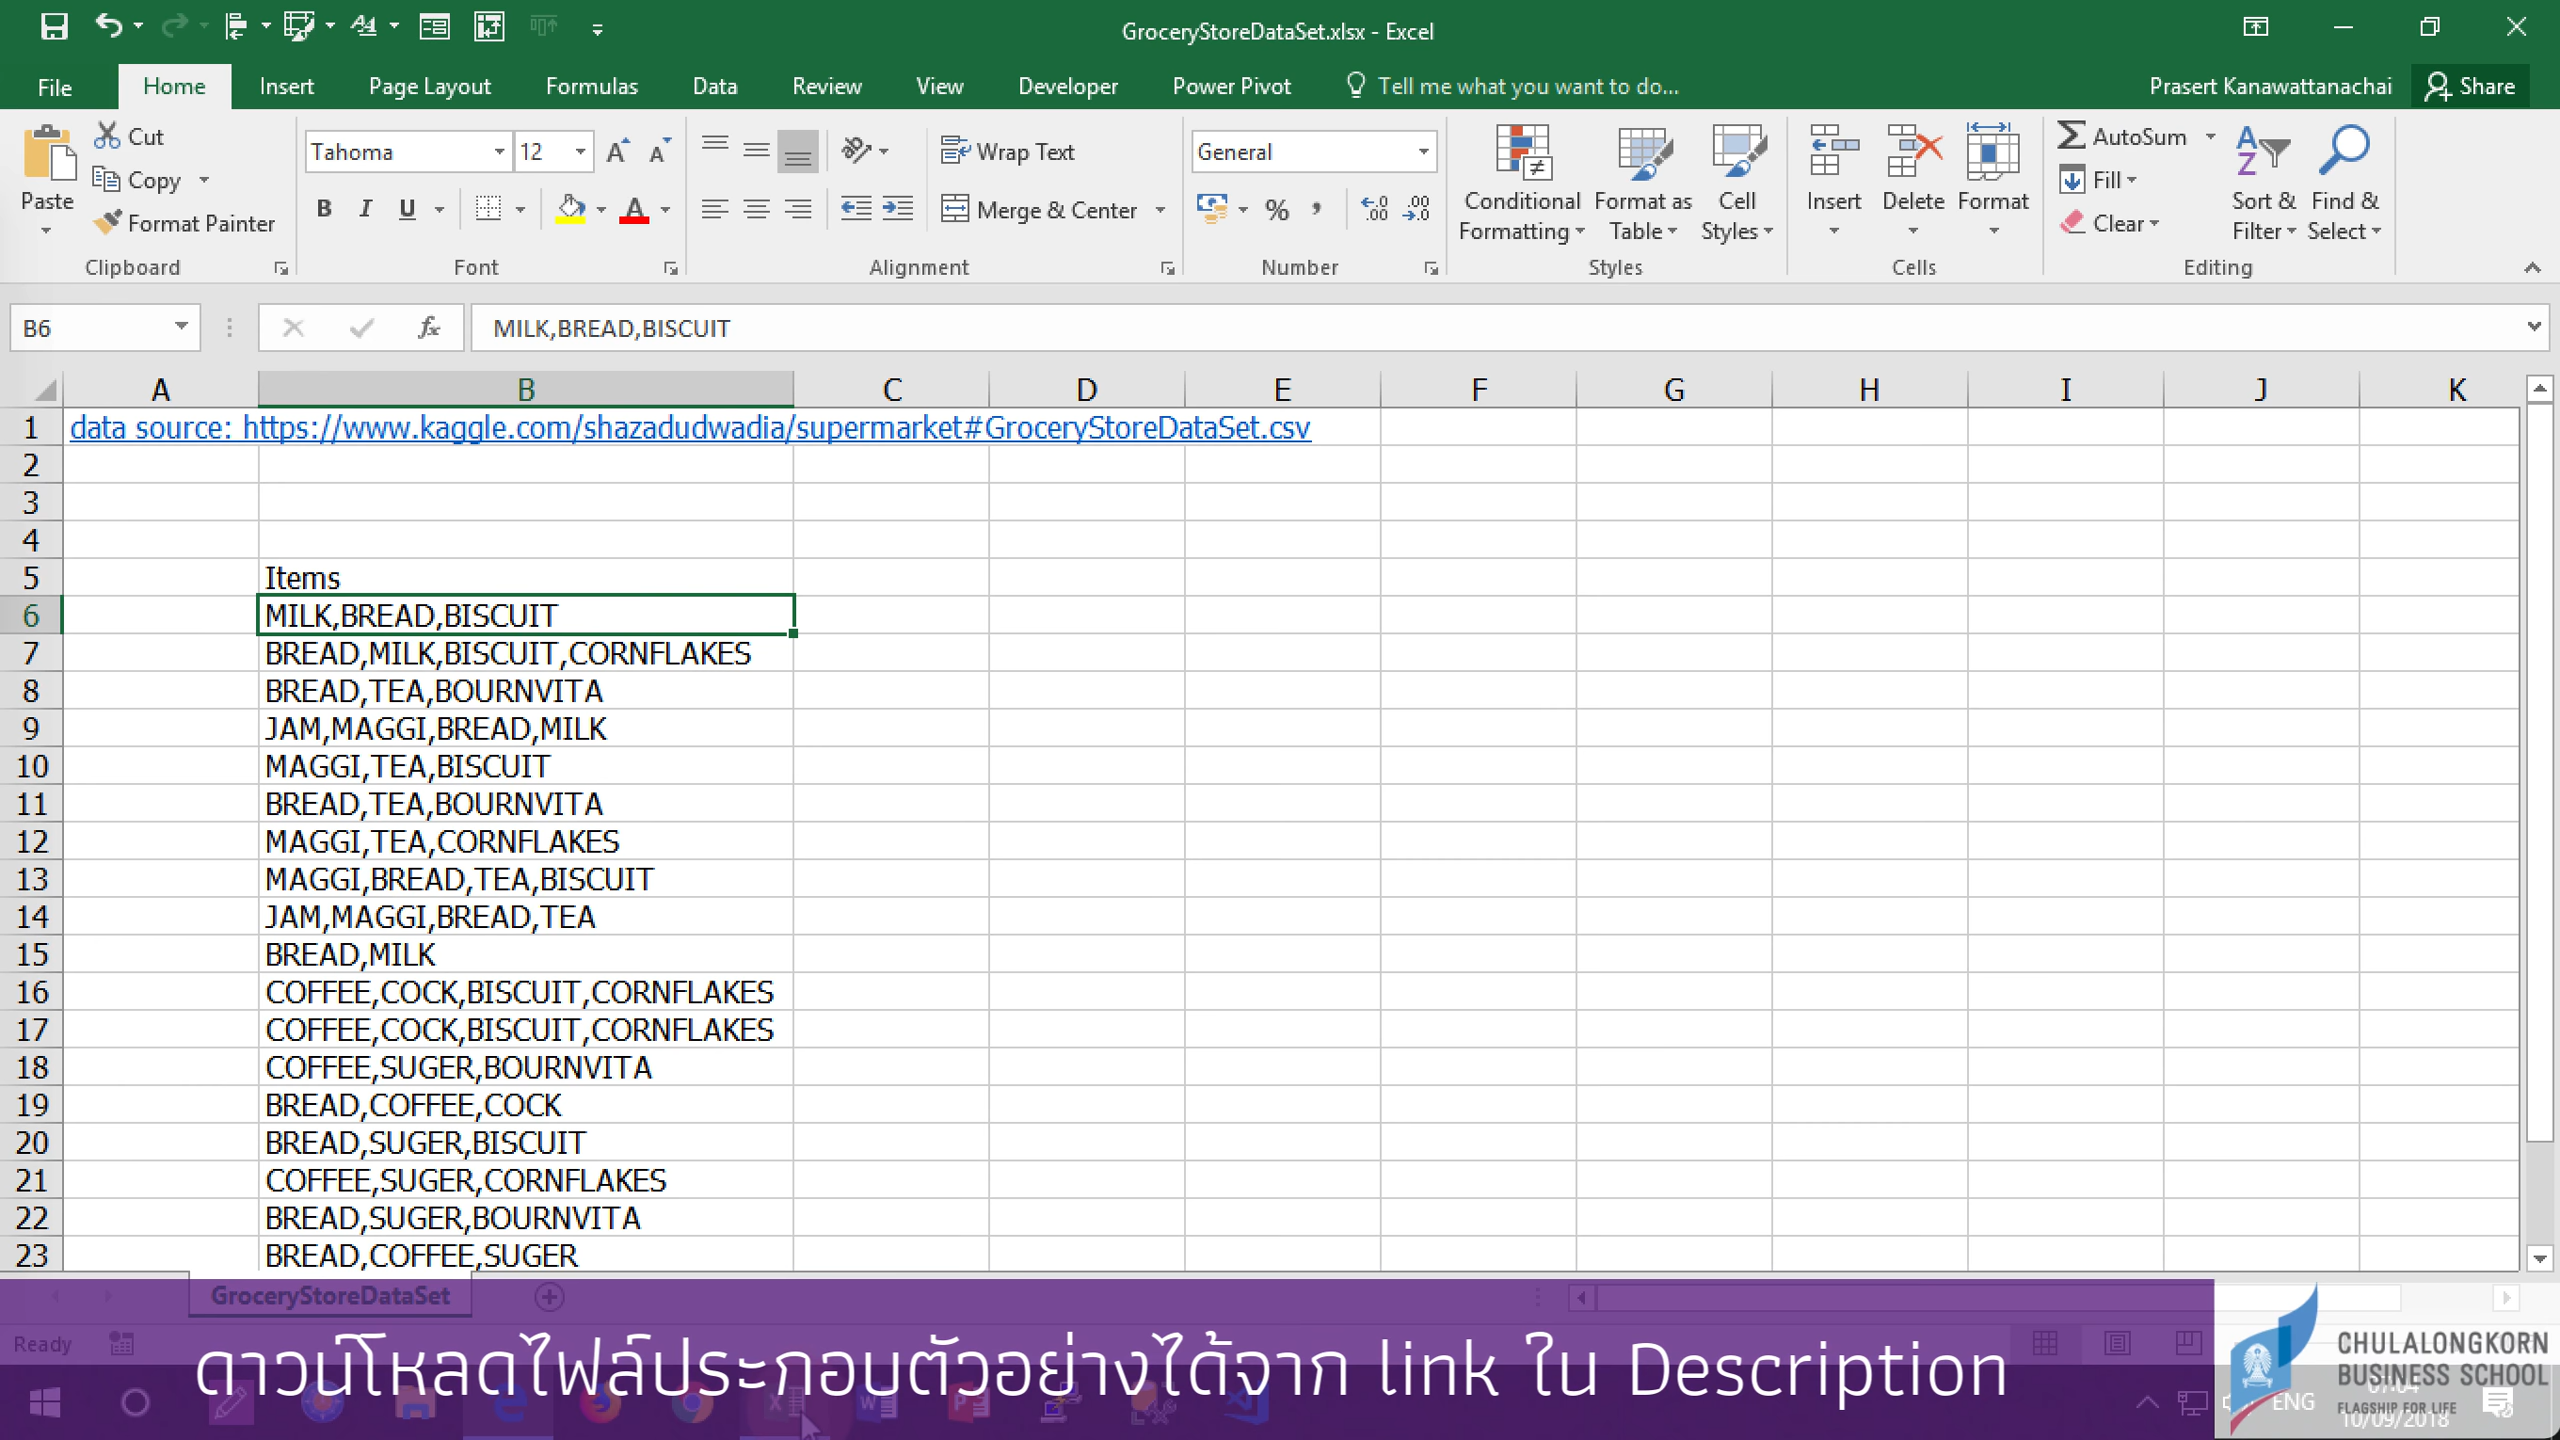 GroceryStoreDataSet.xlsx - Excel
File Home Insert Page Layout Formulas Data Review View Developer Power Pivot Tell me what you want to do... Prasert Kanawattanachai Share
Paste
Cut
Copy
Format Painter
Clipboard
Tahoma 12
B I U
Font
Wrap Text
Merge & Center
Alignment
General
% ,
Number
Conditional Formatting
Format as Table
Cell Styles
Styles
Insert Delete Format
Cells
AutoSum
Fill
Clear
Sort & Filter
Find & Select
Editing
B6 fx MILK,BREAD,BISCUIT
A B C D E F G H I J K
1 data source: https://www.kaggle.com/shazadudwadia/supermarket#GroceryStoreDataSet.csv
2
3
4
5 Items
6 MILK,BREAD,BISCUIT
7 BREAD,MILK,BISCUIT,CORNFLAKES
8 BREAD,TEA,BOURNVITA
9 JAM,MAGGI,BREAD,MILK
10 MAGGI,TEA,BISCUIT
11 BREAD,TEA,BOURNVITA
12 MAGGI,TEA,CORNFLAKES
13 MAGGI,BREAD,TEA,BISCUIT
14 JAM,MAGGI,BREAD,TEA
15 BREAD,MILK
16 COFFEE,COCK,BISCUIT,CORNFLAKES
17 COFFEE,COCK,BISCUIT,CORNFLAKES
18 COFFEE,SUGER,BOURNVITA
19 BREAD,COFFEE,COCK
20 BREAD,SUGER,BISCUIT
21 COFFEE,SUGER,CORNFLAKES
22 BREAD,SUGER,BOURNVITA
23 BREAD,COFFEE,SUGER
GroceryStoreDataSet
Ready
ดาวน์โหลดไฟล์ประกอบตัวอย่างได้จาก link ใน Description
CHULALONGKORN
BUSINESS SCHOOL
FLAGSHIP FOR LIFE
ENG
10/09/2018